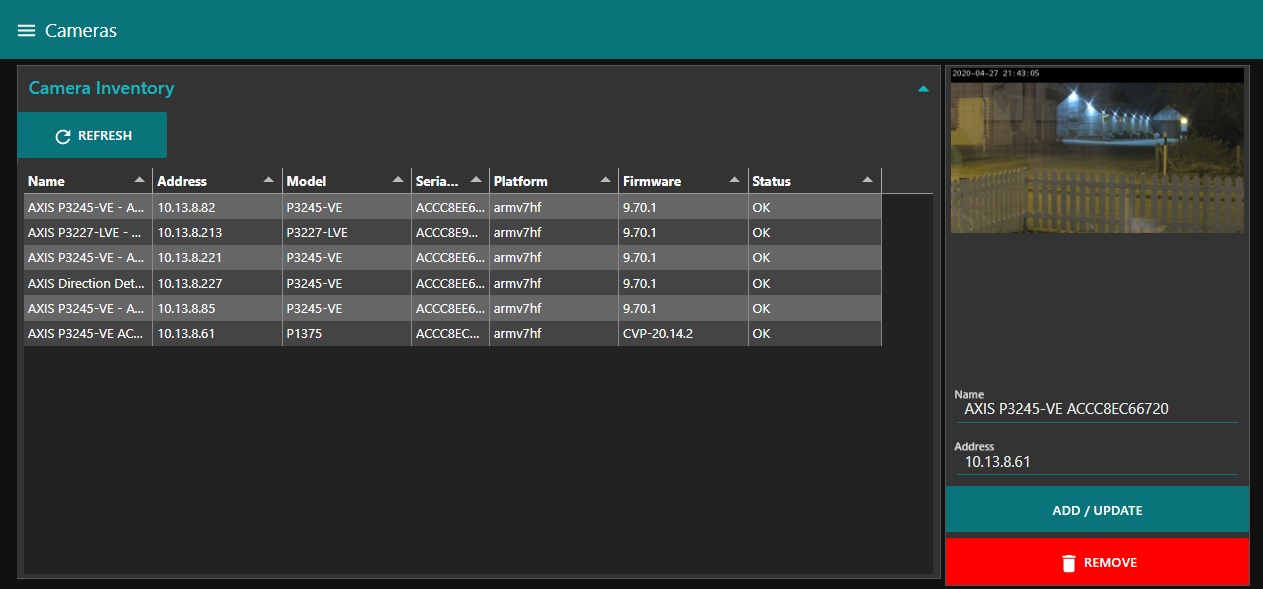 Cameras
Camera Inventory
REFRESH
Name Address Model Seria... Platform Firmware Status
AXIS P3245-VE - A... 10.13.8.82 P3245-VE ACCC8EE6... armv7hf 9.70.1 OK
AXIS P3227-LVE - ... 10.13.8.213 P3227-LVE ACCC8E9... armv7hf 9.70.1 OK
AXIS P3245-VE - A... 10.13.8.221 P3245-VE ACCC8EE6... armv7hf 9.70.1 OK
AXIS Direction Det... 10.13.8.227 P3245-VE ACCC8EE6... armv7hf 9.70.1 OK
AXIS P3245-VE - A... 10.13.8.85 P3245-VE ACCC8EE6... armv7hf 9.70.1 OK
AXIS P3245-VE AC... 10.13.8.61 P1375 ACCC8EC... armv7hf CVP-20.14.2 OK
2020-04-27 21:43:05
Name
AXIS P3245-VE ACCC8EC66720
Address
10.13.8.61
ADD / UPDATE
REMOVE